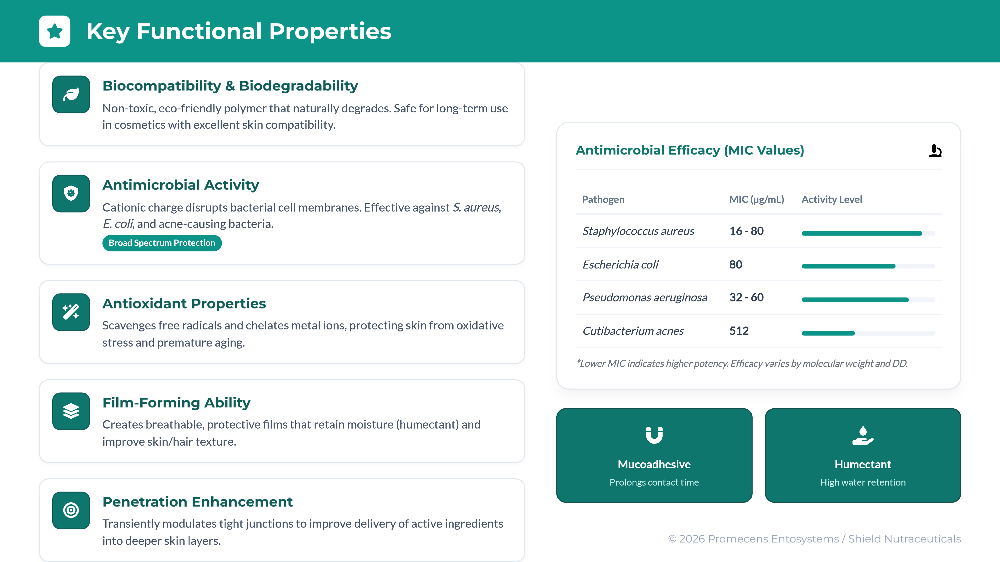 Key Functional Properties
Biocompatibility & Biodegradability
Non-toxic, eco-friendly polymer that naturally degrades. Safe for long-term use
in cosmetics with excellent skin compatibility.
Antimicrobial Activity
Cationic charge disrupts bacterial cell membranes. Effective against S. aureus,
E. coli, and acne-causing bacteria.
Broad Spectrum Protection
Antioxidant Properties
Scavenges free radicals and chelates metal ions, protecting skin from oxidative
stress and premature aging.
Film-Forming Ability
Creates breathable, protective films that retain moisture (humectant) and
improve skin/hair texture.
Penetration Enhancement
Transiently modulates tight junctions to improve delivery of active ingredients
into deeper skin layers.
Antimicrobial Efficacy (MIC Values)
Pathogen MIC (µg/mL) Activity Level
Staphylococcus aureus 16 - 80
Escherichia coli 80
Pseudomonas aeruginosa 32 - 60
Cutibacterium acnes 512
*Lower MIC indicates higher potency. Efficacy varies by molecular weight and DD.
Mucoadhesive
Prolongs contact time
Humectant
High water retention
© 2026 Promecens Entosystems / Shield Nutraceuticals